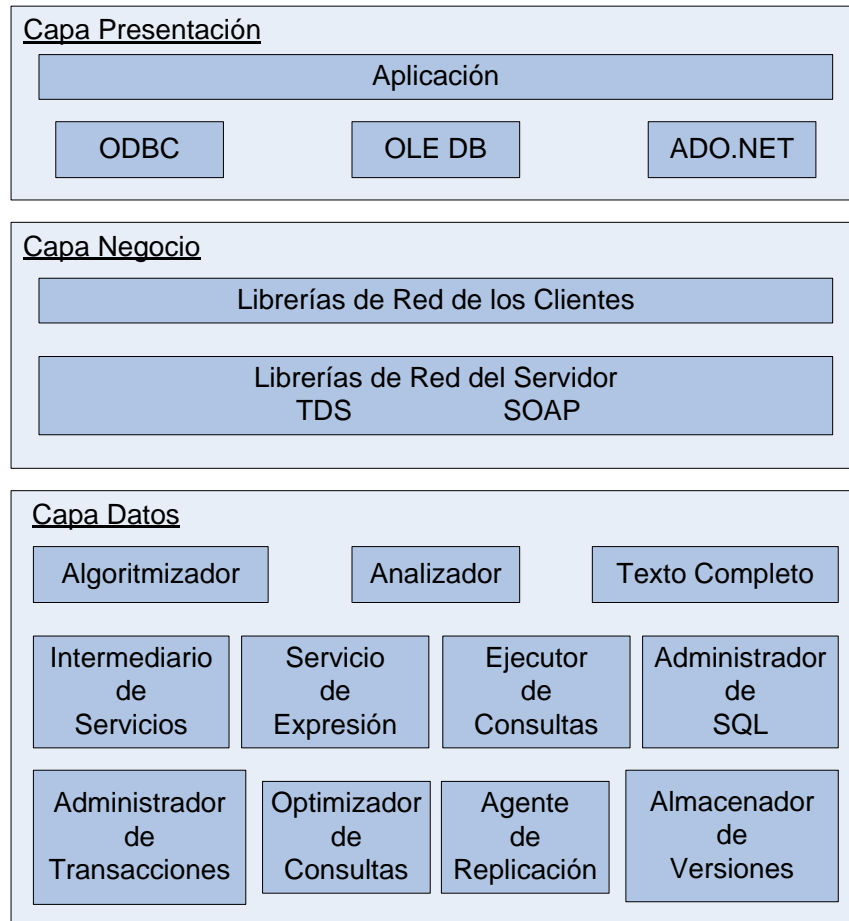 Capa Presentación
Aplicación
ODBC
OLE DB
ADO.NET
Capa Negocio
Librerías de Red de los Clientes
Librerías de Red del Servidor
TDS
SOAP
Capa Datos
Algoritmizador
Analizador
Texto Completo
Intermediario
de
Servicios
Servicio
de
Expresión
Ejecutor
de
Consultas
Administrador
de
SQL
Administrador
de
Transacciones
Optimizador
de
Consultas
Agente
de
Replicación
Almacenador
de
Versiones